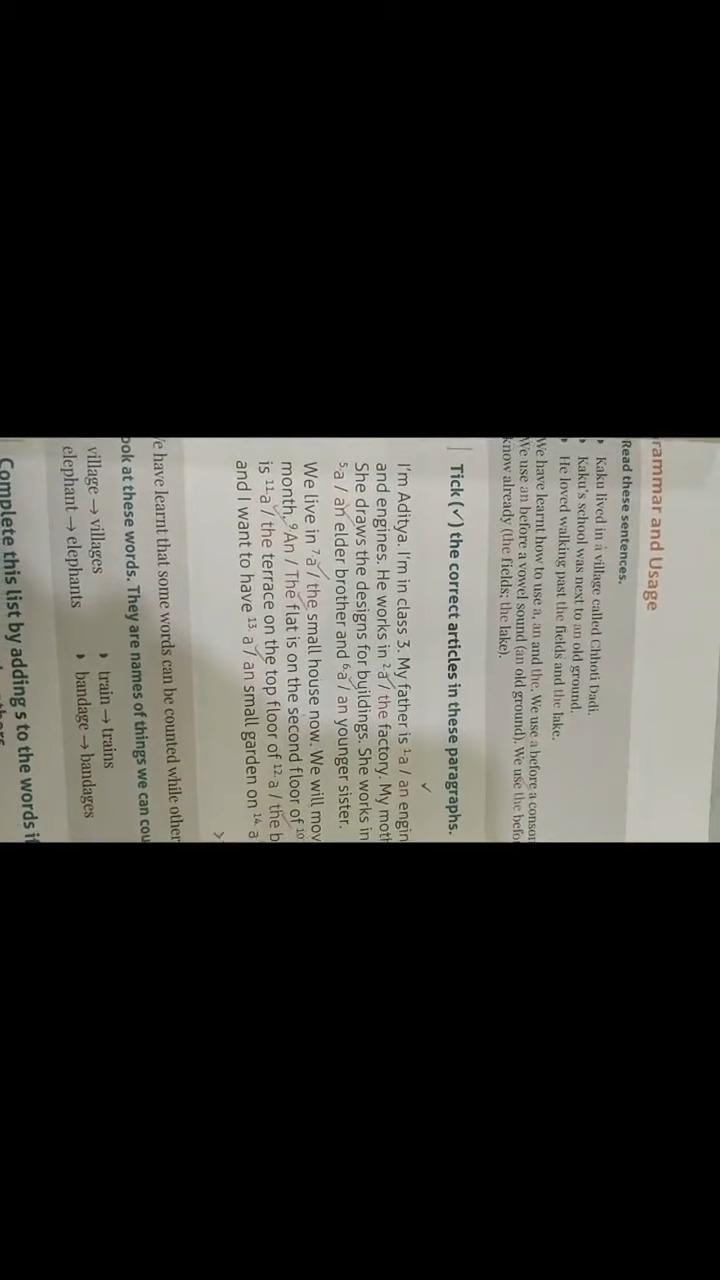 rammar and Usage
Read these sentences.
Kaku lived in a village called Chhoti Dadi.
Kaku's school was next to an old ground.
He loved walking past the fields and the lake.
We have learnt how to use a, an and the. We use a before a
We use an before a vowel sound (an old ground). We use the
know already (the fields; the lake).
Tick (✓) the correct articles in these paragraphs.
I'm Aditya. I'm in class 3. My father is 1.a / an
and engines. He works in 2.a / the factory. My
She draws the designs for buildings. She works in
5.a / an elder brother and 6.a / an younger sister.
We live in 7.a / the small house now. We will
month. 9.An / The flat is on the second floor of 10
is 11.a / the terrace on the top floor of 12. a / the
and I want to have 13. a / an small garden on 14. a
e have learnt that some words can be counted while other
ook at these words. They are names of things we can
village → villages
train → trains
elephant → elephants
bandage → bandages
Complete this list by adding s to the words